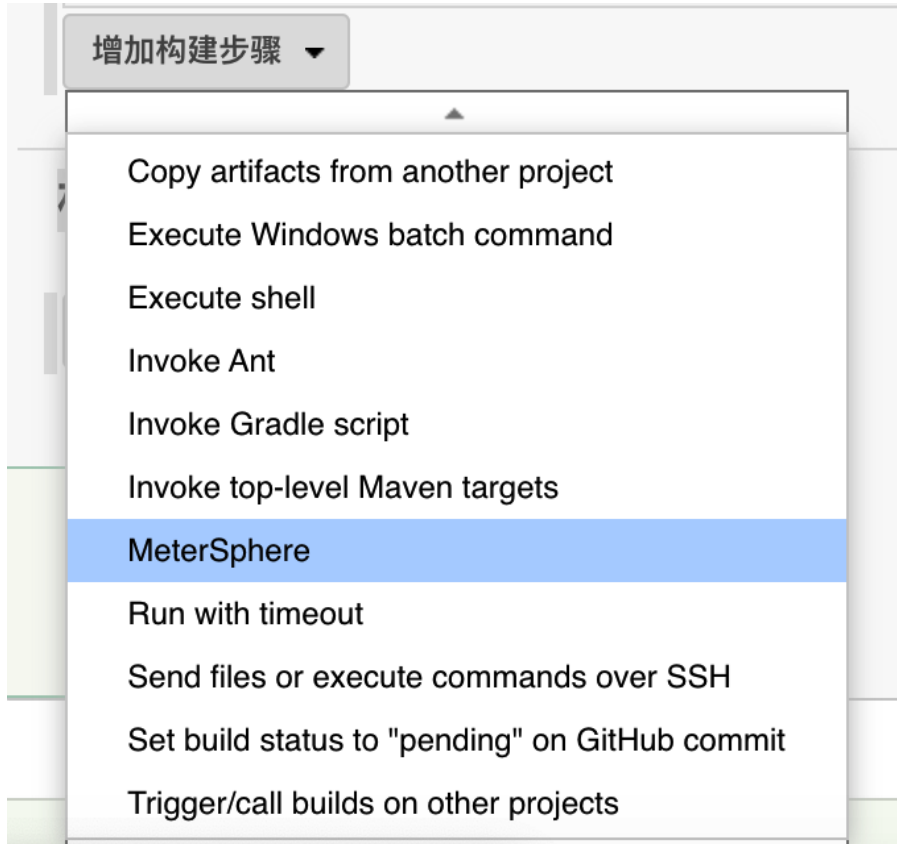 增加构建步骤
Copy artifacts from another project
Execute Windows batch command
Execute shell
Invoke Ant
Invoke Gradle script
Invoke top-level Maven targets
MeterSphere
Run with timeout
Send files or execute commands over SSH
Set build status to "pending" on GitHub commit
Trigger/call builds on other projects